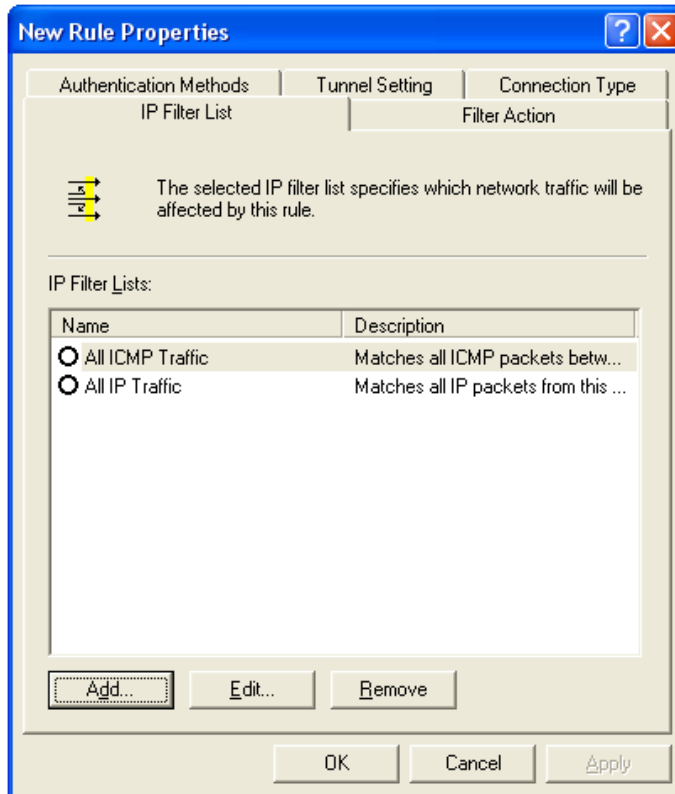 New Rule Properties
Authentication Methods Tunnel Setting Connection Type
IP Filter List Filter Action
The selected IP filter list specifies which network traffic will be
affected by this rule.
IP Filter Lists:
Name Description
All ICMP Traffic Matches all ICMP packets betw...
All IP Traffic Matches all IP packets from this ...
Add... Edit... Remove
OK Cancel Apply